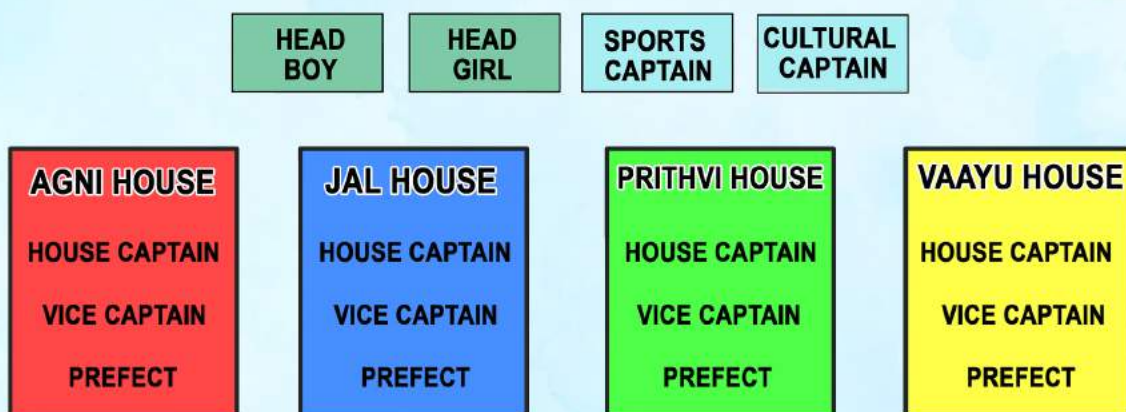 HEAD
BOY
HEAD
GIRL
SPORTS
CAPTAIN
CULTURAL
CAPTAIN
AGNI HOUSE
HOUSE CAPTAIN
VICE CAPTAIN
PREFECT
JAL HOUSE
HOUSE CAPTAIN
VICE CAPTAIN
PREFECT
PRITHVI HOUSE
HOUSE CAPTAIN
VICE CAPTAIN
PREFECT
VAAYU HOUSE
HOUSE CAPTAIN
VICE CAPTAIN
PREFECT